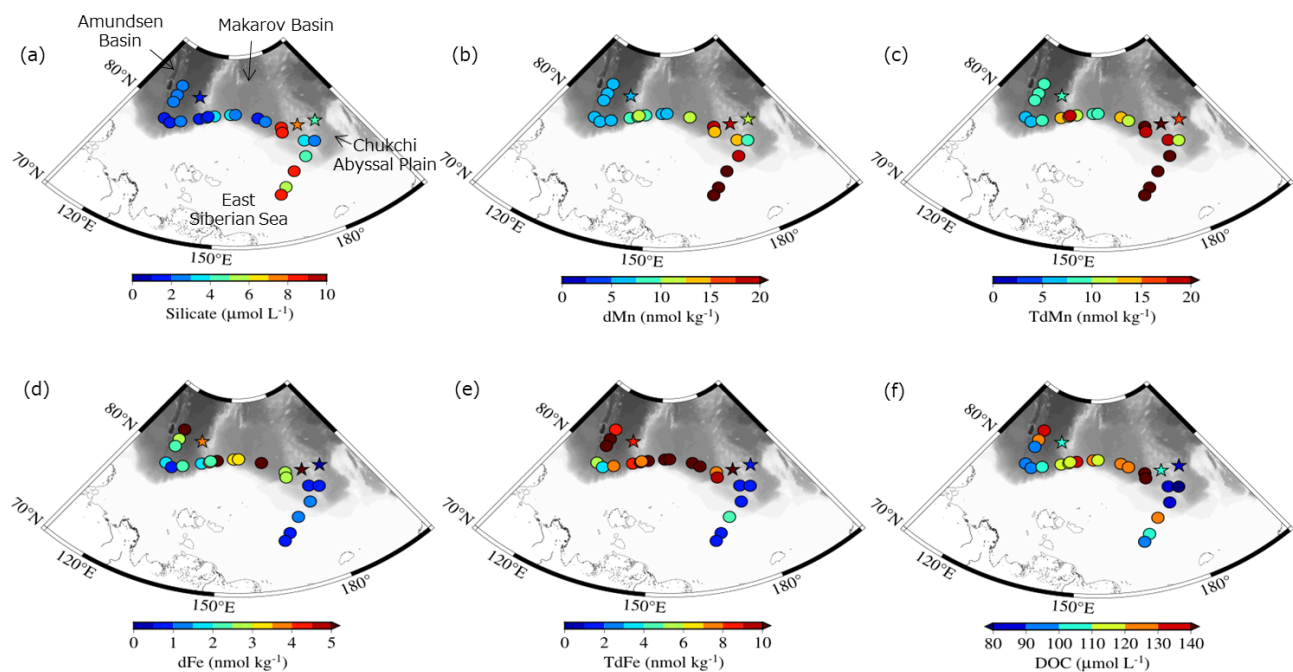 Amundsen
Basin
Makarov Basin
(a)
80°N
70°N
Chukchi
Abyssal Plain
East
Siberian Sea
120°E
150°E
180°
0 2 4 6 8 10
Silicate (μmol L⁻¹)
(b)
80°N
70°N
120°E
150°E
180°
0 5 10 15 20
dMn (nmol kg⁻¹)
(c)
80°N
70°N
120°E
150°E
180°
0 5 10 15 20
TdMn (nmol kg⁻¹)
(d)
80°N
70°N
120°E
150°E
180°
0 1 2 3 4 5
dFe (nmol kg⁻¹)
(e)
80°N
70°N
120°E
150°E
180°
0 2 4 6 8 10
TdFe (nmol kg⁻¹)
(f)
80°N
70°N
120°E
150°E
180°
80 90 100 110 120 130 140
DOC (μmol L⁻¹)